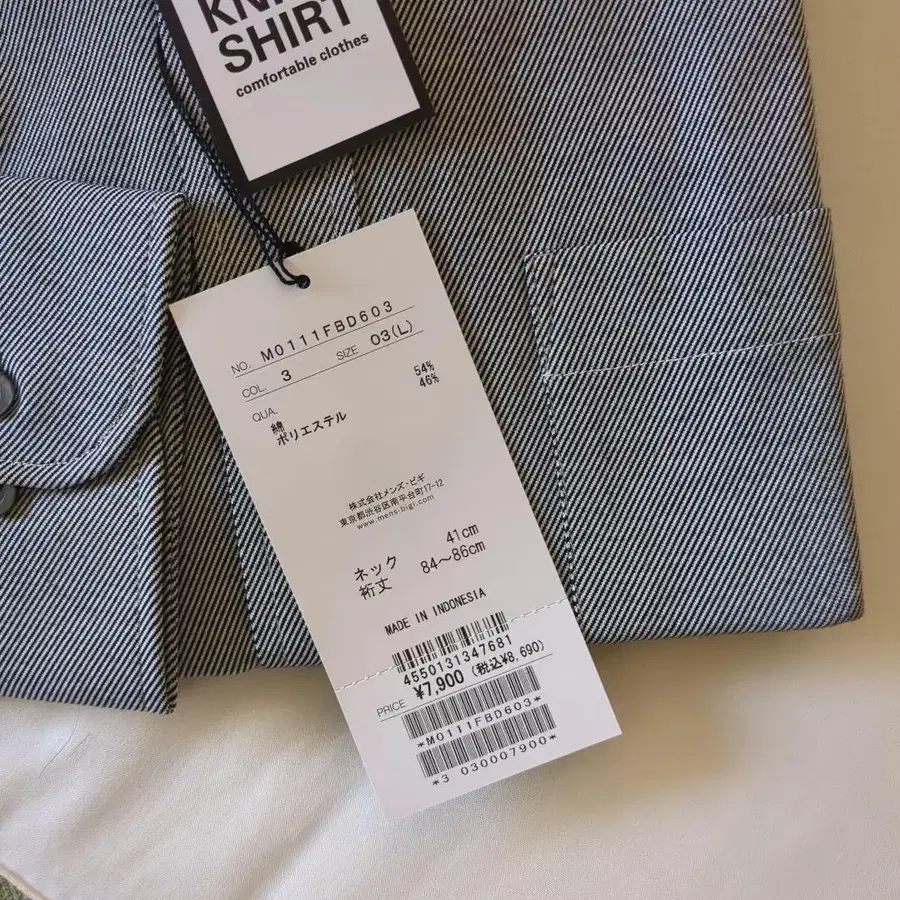 SHIRT
comfortable clothes
NO. M0111FBD603
COL. 3 SIZE 03(L)
QUA.
綿 54%
ポリエステル 46%
株式会社メンズ・ビギ
東京都渋谷区南平台町17-12
www.mens-bigi.com
ネック 41cm
裄丈 84〜86cm
MADE IN INDONESIA
4550131347681
PRICE ¥7,900 (税込¥8,690)
*M0111FBD603*
*3 030007900*